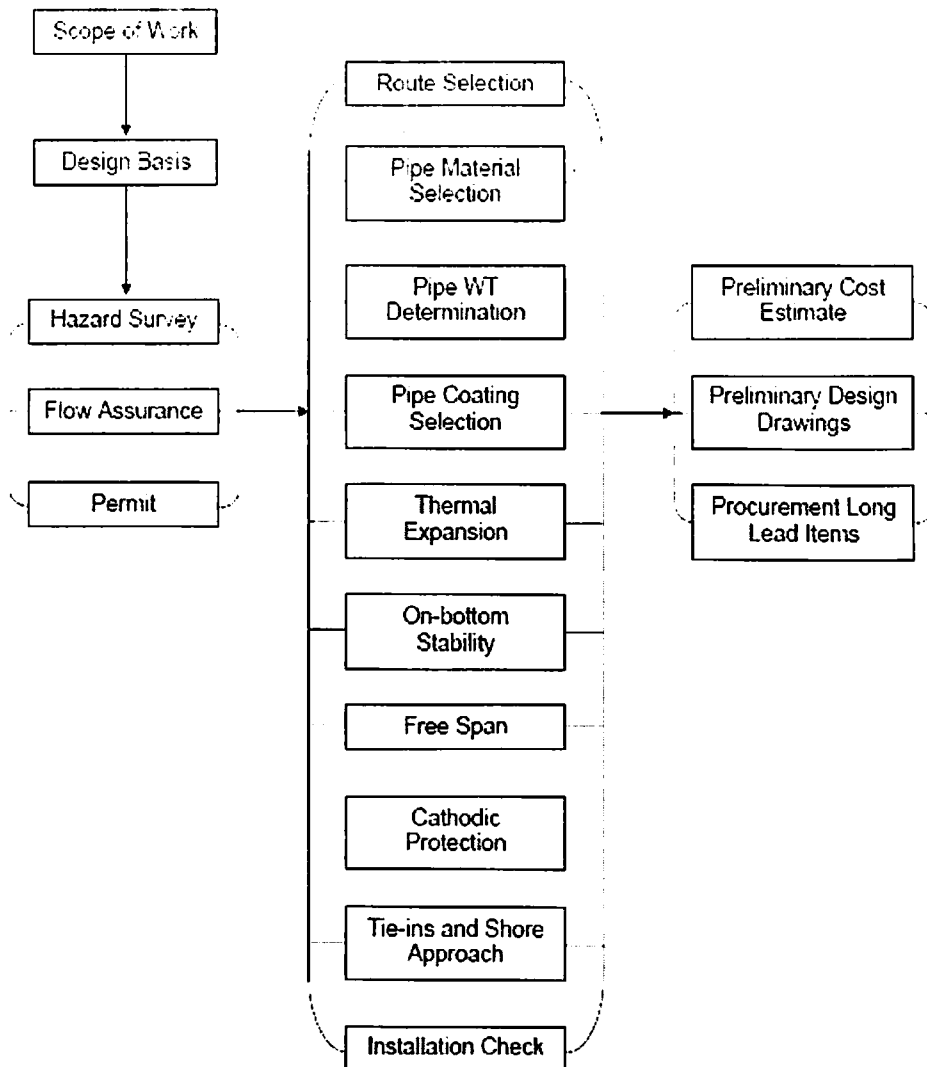 Scope of Work
Design Basis
Hazard Survey
Flow Assurance
Permit
Route Selection
Pipe Material
Selection
Pipe WT
Determination
Pipe Coating
Selection
Thermal
Expansion
On-bottom
Stability
Free Span
Cathodic
Protection
Tie-ins and Shore
Approach
Installation Check
Preliminary Cost
Estimate
Preliminary Design
Drawings
Procurement Long
Lead Items